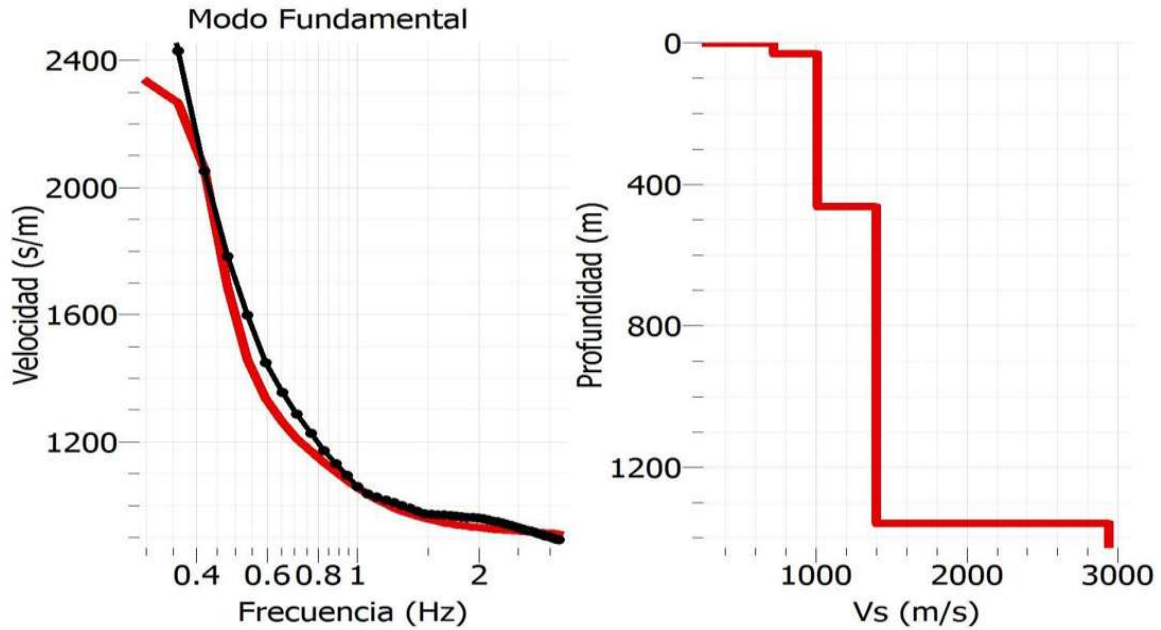 Modo Fundamental
2400
2000
1600
1200
Velocidad (s/m)
0.4 0.6 0.8 1 2
Frecuencia (Hz)
0
400
800
1200
Profundidad (m)
1000 2000 3000
Vs (m/s)